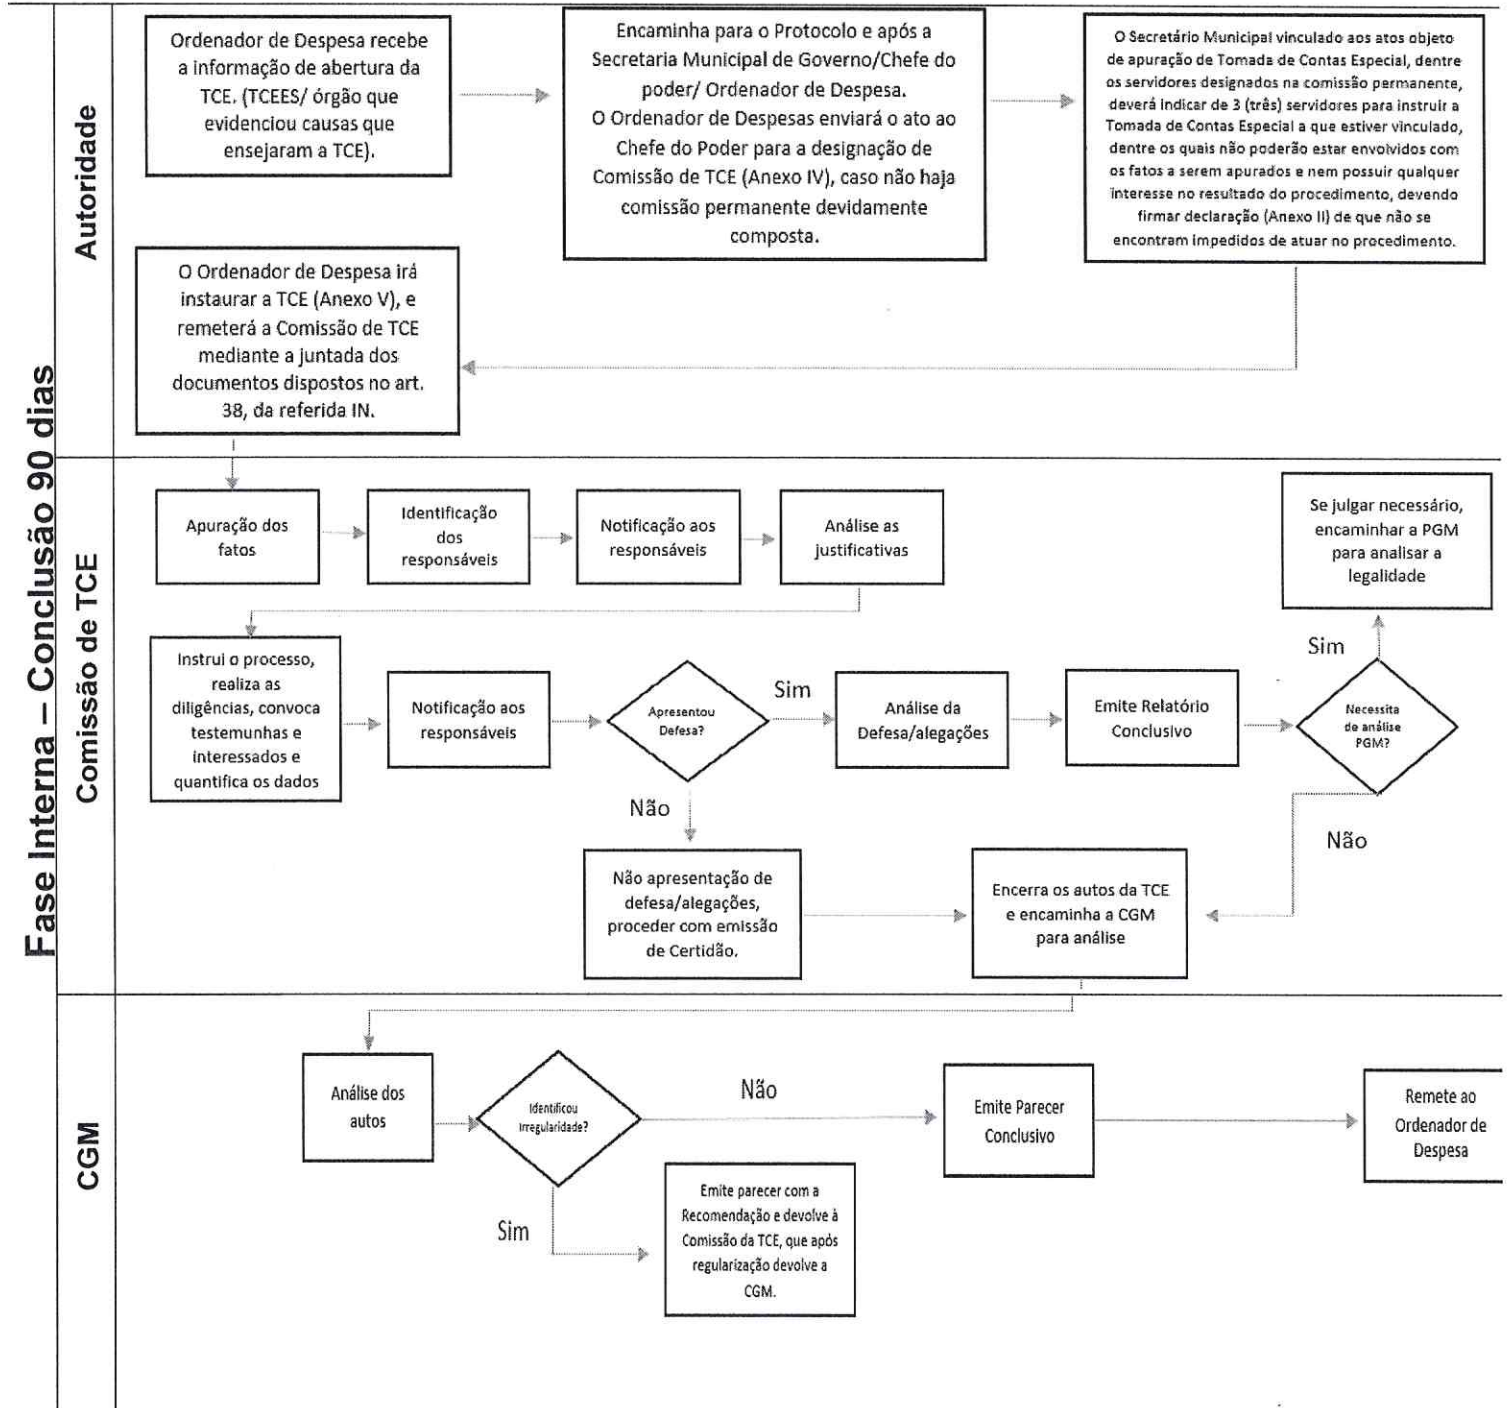 Fase Interna – Conclusão 90 dias
Autoridade
Ordenador de Despesa recebe
a informação de abertura da
TCE. (TCEES/ órgão que
evidenciou causas que
ensejaram a TCE).
Encaminha para o Protocolo e após a
Secretaria Municipal de Governo/Chefe do
poder/ Ordenador de Despesa.
O Ordenador de Despesas enviará o ato ao
Chefe do Poder para a designação de
Comissão de TCE (Anexo IV), caso não haja
comissão permanente devidamente
composta.
O Secretário Municipal vinculado aos atos objeto
de apuração de Tomada de Contas Especial, dentre
os servidores designados na comissão permanente,
deverá indicar de 3 (três) servidores para instruir a
Tomada de Contas Especial a que estiver vinculado,
dentre os quais não poderão estar envolvidos com
os fatos a serem apurados e nem possuir qualquer
interesse no resultado do procedimento, devendo
firmar declaração (Anexo II) de que não se
encontram impedidos de atuar no procedimento.
O Ordenador de Despesa irá
instaurar a TCE (Anexo V), e
remeterá a Comissão de TCE
mediante a juntada dos
documentos dispostos no art.
38, da referida IN.
Comissão de TCE
Apuração dos
fatos
Identificação
dos
responsáveis
Notificação aos
responsáveis
Análise as
justificativas
Se julgar necessário,
encaminhar a PGM
para analisar a
legalidade
Instrui o processo,
realiza as
diligências, convoca
testemunhas e
interessados e
quantifica os dados
Notificação aos
responsáveis
Apresentou
Defesa?
Sim
Análise da
Defesa/alegações
Emite Relatório
Conclusivo
Necessita
de análise
PGM?
Sim
Não
Não
Não apresentação de
defesa/alegações,
proceder com emissão
de Certidão.
Encerra os autos da TCE
e encaminha a CGM
para análise
CGM
Análise dos
autos
Identificou
Irregularidade?
Não
Emite Parecer
Conclusivo
Remete ao
Ordenador de
Despesa
Sim
Emite parecer com a
Recomendação e devolve à
Comissão da TCE, que após
regularização devolve a
CGM.